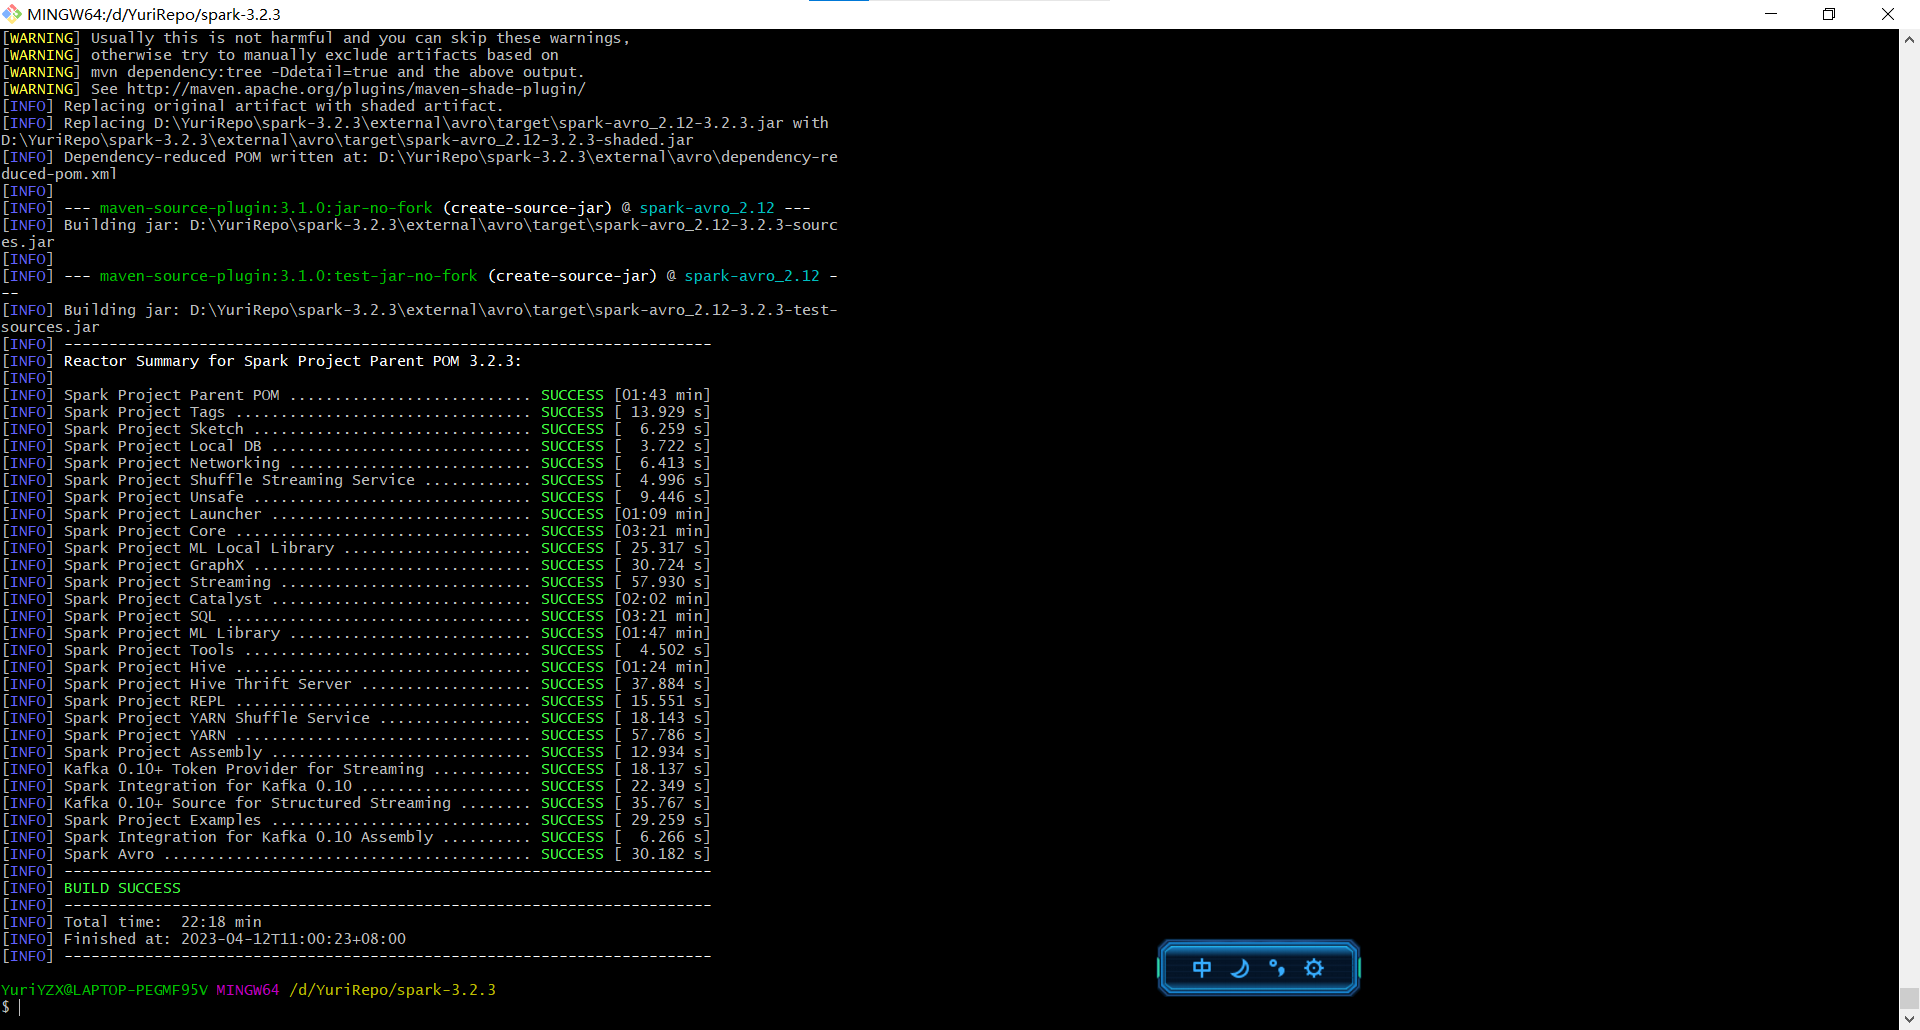 MINGW64:/d/YuriRepo/spark-3.2.3
[WARNING] Usually this is not harmful and you can skip these warnings,
[WARNING] otherwise try to manually exclude artifacts based on
[WARNING] mvn dependency:tree -Ddetail=true and the above output.
[WARNING] See http://maven.apache.org/plugins/maven-shade-plugin/
[INFO] Replacing original artifact with shaded artifact.
[INFO] Replacing D:\YuriRepo\spark-3.2.3\external\avro\target\spark-avro_2.12-3.2.3.jar with
D:\YuriRepo\spark-3.2.3\external\avro\target\spark-avro_2.12-3.2.3-shaded.jar
[INFO] Dependency-reduced POM written at: D:\YuriRepo\spark-3.2.3\external\avro\dependency-re
duced-pom.xml
[INFO]
[INFO] --- maven-source-plugin:3.1.0:jar-no-fork (create-source-jar) @ spark-avro_2.12 ---
[INFO] Building jar: D:\YuriRepo\spark-3.2.3\external\avro\target\spark-avro_2.12-3.2.3-sourc
es.jar
[INFO]
[INFO] --- maven-source-plugin:3.1.0:test-jar-no-fork (create-source-jar) @ spark-avro_2.12 -
--
[INFO] Building jar: D:\YuriRepo\spark-3.2.3\external\avro\target\spark-avro_2.12-3.2.3-test-
sources.jar
[INFO] ------------------------------------------------------------------------
[INFO] Reactor Summary for Spark Project Parent POM 3.2.3:
[INFO]
[INFO] Spark Project Parent POM ........................... SUCCESS [01:43 min]
[INFO] Spark Project Tags ................................. SUCCESS [ 13.929 s]
[INFO] Spark Project Sketch ............................... SUCCESS [  6.259 s]
[INFO] Spark Project Local DB ............................. SUCCESS [  3.722 s]
[INFO] Spark Project Networking ........................... SUCCESS [  6.413 s]
[INFO] Spark Project Shuffle Streaming Service ............ SUCCESS [  4.996 s]
[INFO] Spark Project Unsafe ............................... SUCCESS [  9.446 s]
[INFO] Spark Project Launcher ............................. SUCCESS [01:09 min]
[INFO] Spark Project Core ................................. SUCCESS [03:21 min]
[INFO] Spark Project ML Local Library ..................... SUCCESS [ 25.317 s]
[INFO] Spark Project GraphX ............................... SUCCESS [ 30.724 s]
[INFO] Spark Project Streaming ............................ SUCCESS [ 57.930 s]
[INFO] Spark Project Catalyst ............................. SUCCESS [02:02 min]
[INFO] Spark Project SQL .................................. SUCCESS [03:21 min]
[INFO] Spark Project ML Library ........................... SUCCESS [01:47 min]
[INFO] Spark Project Tools ................................ SUCCESS [  4.502 s]
[INFO] Spark Project Hive ................................. SUCCESS [01:24 min]
[INFO] Spark Project Hive Thrift Server ................... SUCCESS [ 37.884 s]
[INFO] Spark Project REPL ................................. SUCCESS [ 15.551 s]
[INFO] Spark Project YARN Shuffle Service ................. SUCCESS [ 18.143 s]
[INFO] Spark Project YARN ................................. SUCCESS [ 57.786 s]
[INFO] Spark Project Assembly ............................. SUCCESS [ 12.934 s]
[INFO] Kafka 0.10+ Token Provider for Streaming ........... SUCCESS [ 18.137 s]
[INFO] Spark Integration for Kafka 0.10 ................... SUCCESS [ 22.349 s]
[INFO] Kafka 0.10+ Source for Structured Streaming ........ SUCCESS [ 35.767 s]
[INFO] Spark Project Examples ............................. SUCCESS [ 29.259 s]
[INFO] Spark Integration for Kafka 0.10 Assembly .......... SUCCESS [  6.266 s]
[INFO] Spark Avro ......................................... SUCCESS [ 30.182 s]
[INFO] ------------------------------------------------------------------------
[INFO] BUILD SUCCESS
[INFO] ------------------------------------------------------------------------
[INFO] Total time:  22:18 min
[INFO] Finished at: 2023-04-12T11:00:23+08:00
[INFO] ------------------------------------------------------------------------
中
YuriYZX@LAPTOP-PEGMF95V MINGW64 /d/YuriRepo/spark-3.2.3
$